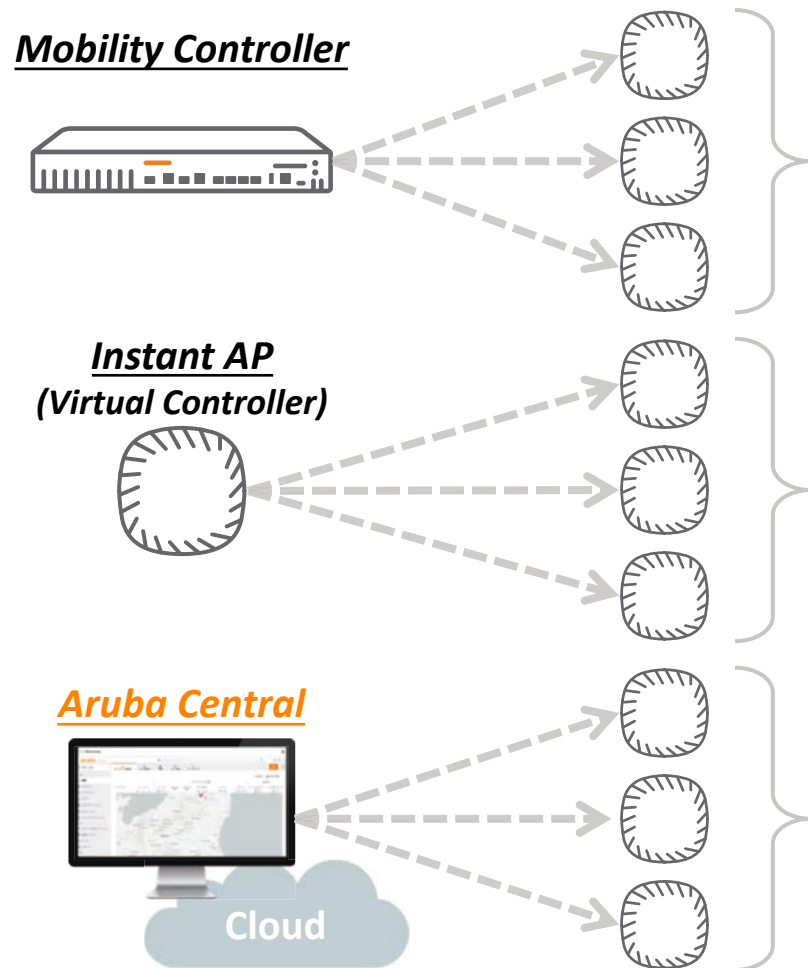 Mobility Controller
Instant AP
(Virtual Controller)
Aruba Central
Cloud